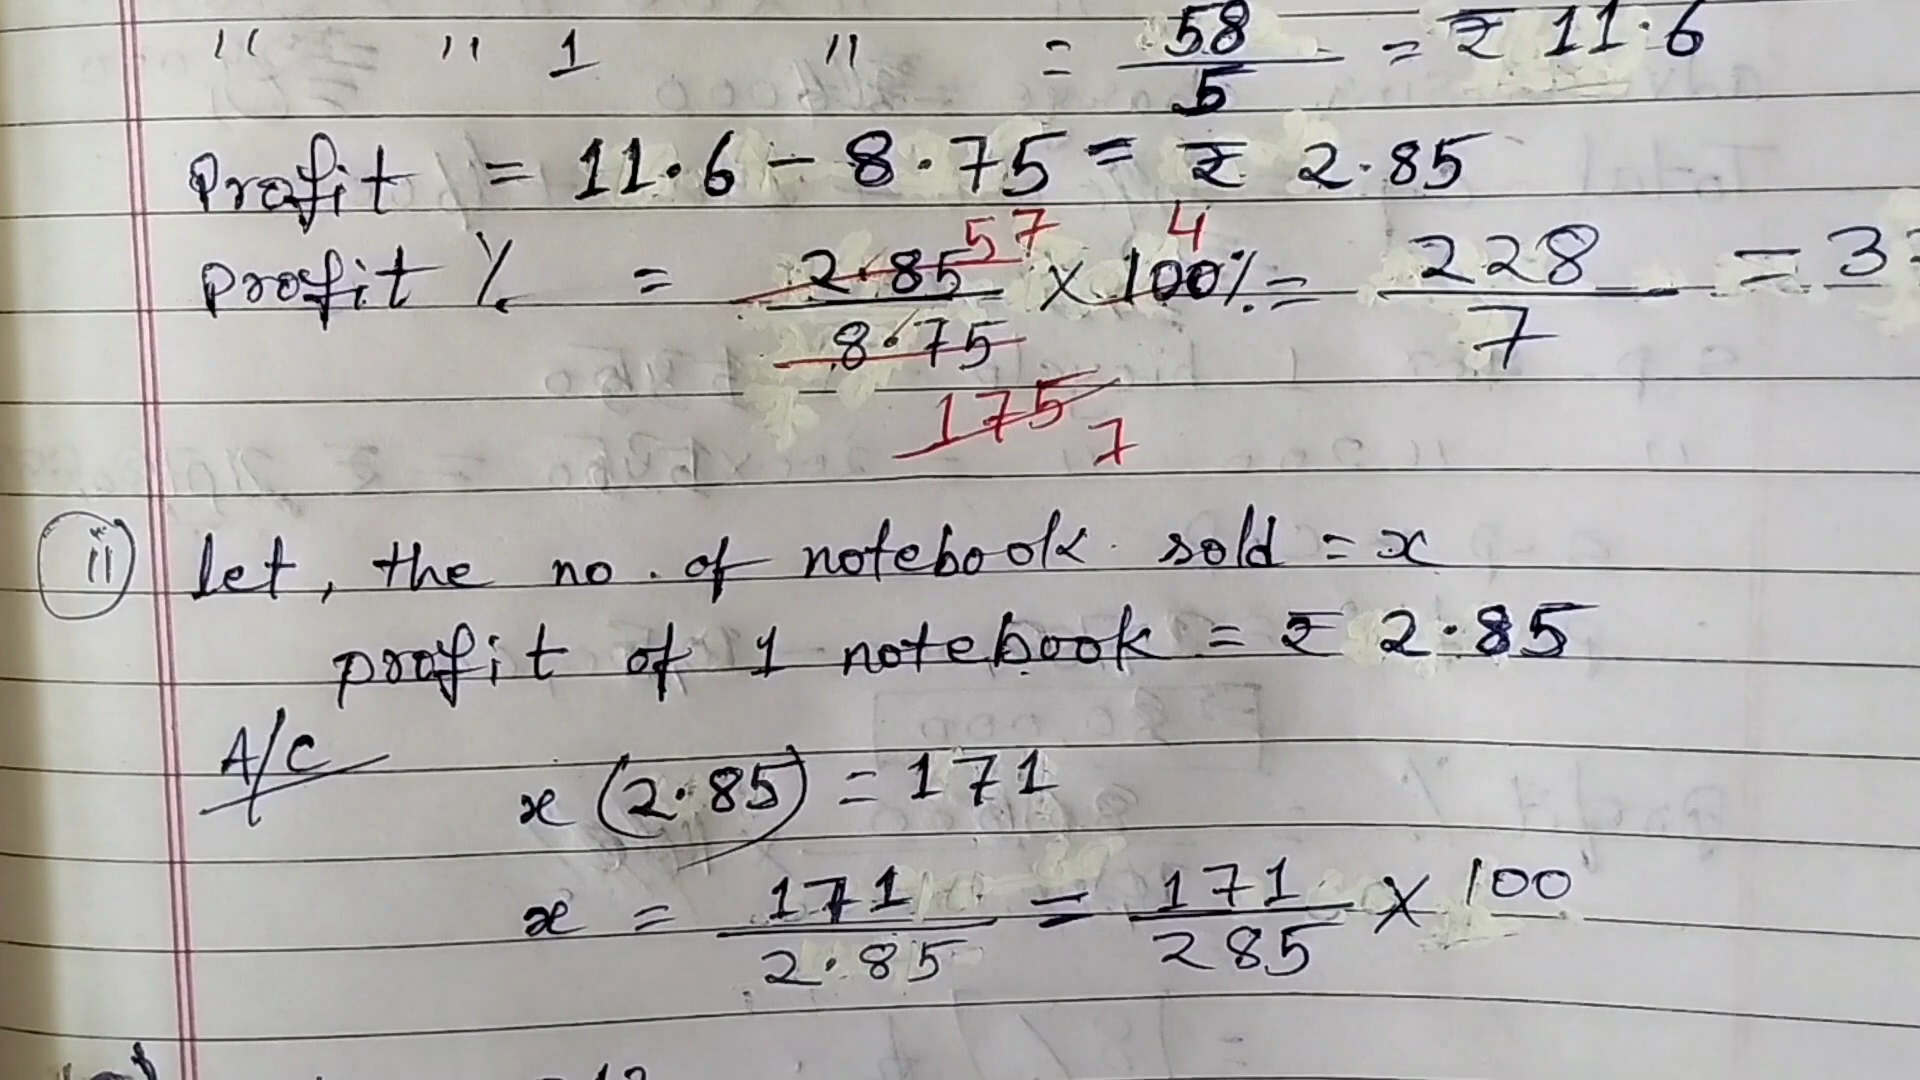 " " 1 " = 58/5 = ₹ 11.6
Profit = 11.6 - 8.75 = ₹ 2.85
57 4
Profit % = 2.85/8.75 × 100% = 228/7 = 3
175 7
ii let, the no. of notebook sold = x
profit of 1 notebook = ₹ 2.85
A/C
x (2.85) = 171
x = 171/2.85 = 171/285 × 100